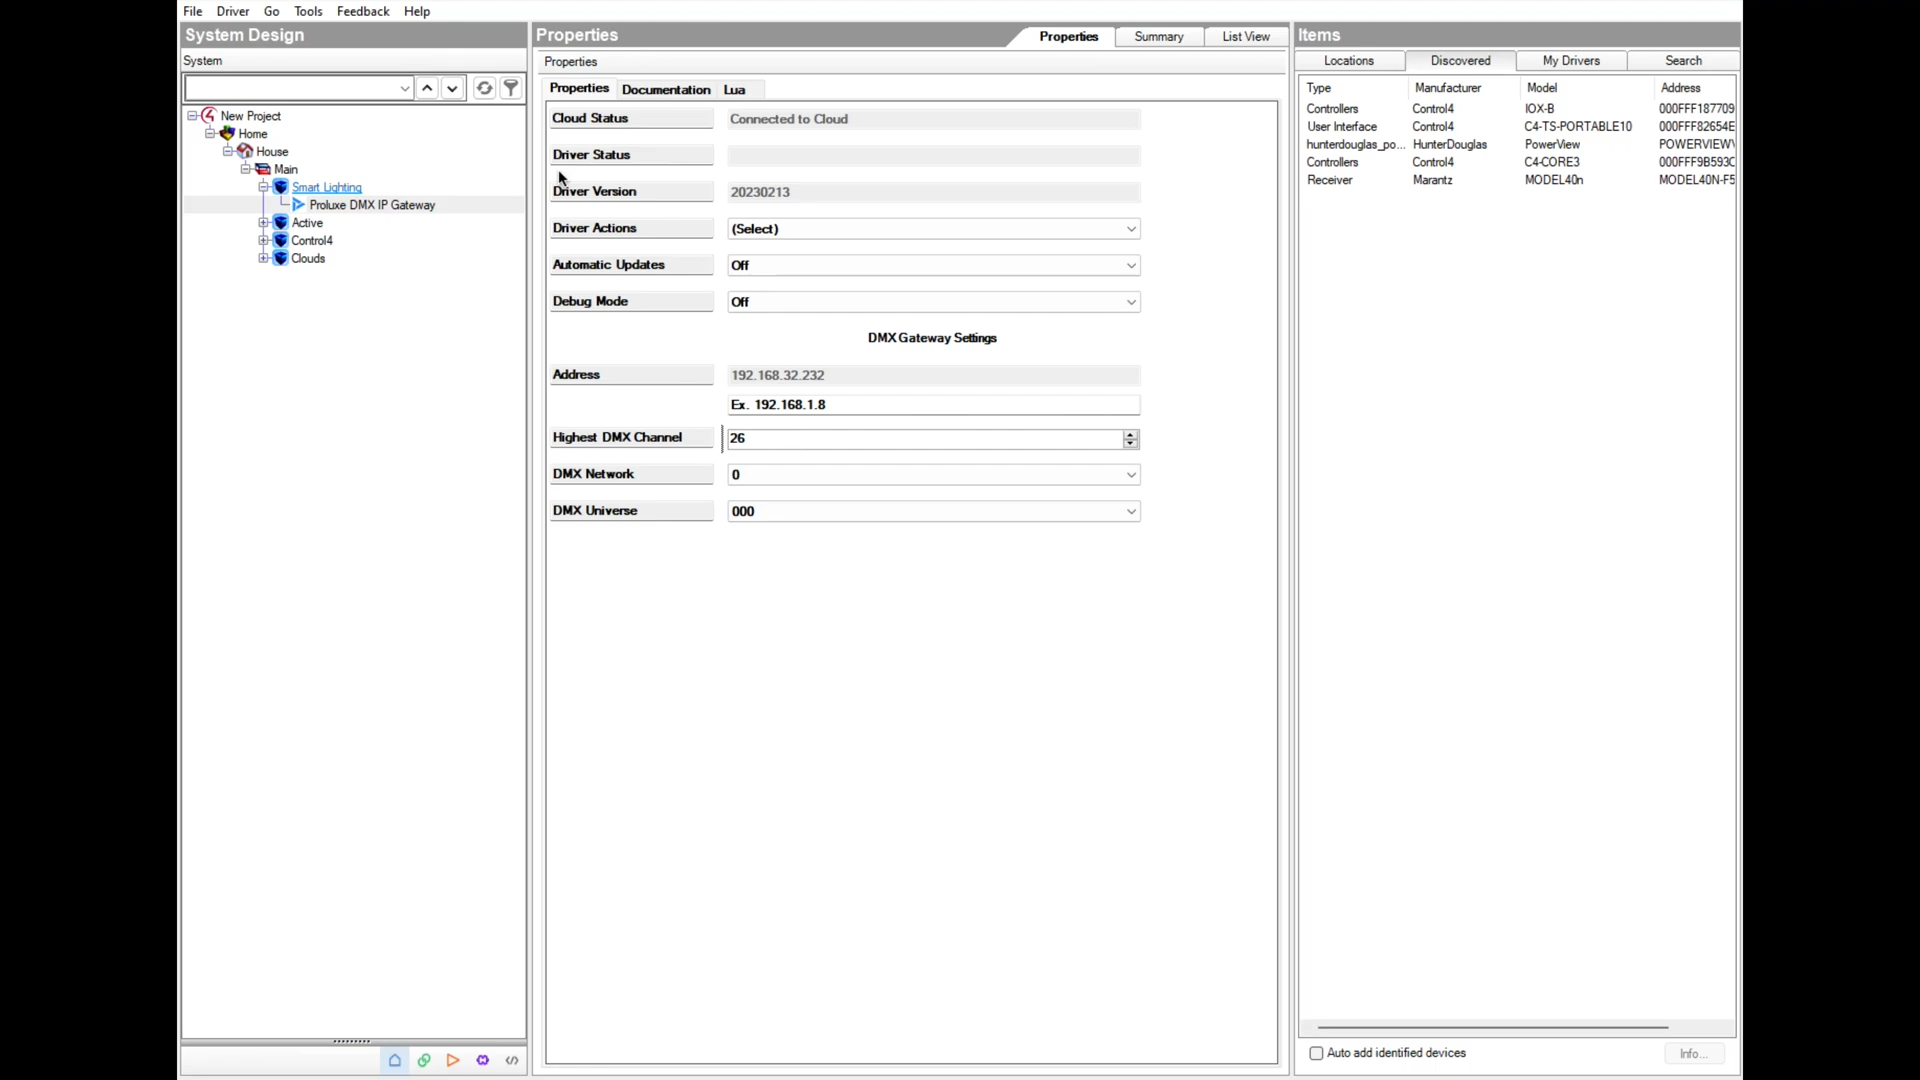 File Driver Go Tools Feedback Help
System Design
System
New Project
Home
House
Main
Smart Lighting
Proluxe DMX IP Gateway
Active
Control4
Clouds
Properties
Properties Summary List View
Properties
Properties Documentation Lua
Cloud Status Connected to Cloud
Driver Status
Driver Version 20230213
Driver Actions (Select)
Automatic Updates Off
Debug Mode Off
DMX Gateway Settings
Address 192.168.32.232
Ex. 192.168.1.8
Highest DMX Channel 26
DMX Network 0
DMX Universe 000
Items
Locations Discovered My Drivers Search
Type Manufacturer Model Address
Controllers Control4 IOX-B 000FFF187709
User Interface Control4 C4-TS-PORTABLE10 000FFF82654E
hunterdouglas_po... HunterDouglas PowerView POWERVIEW
Controllers Control4 C4-CORE3 000FFF9B593C
Receiver Marantz MODEL40n MODEL40N-F5
Auto add identified devices Info...